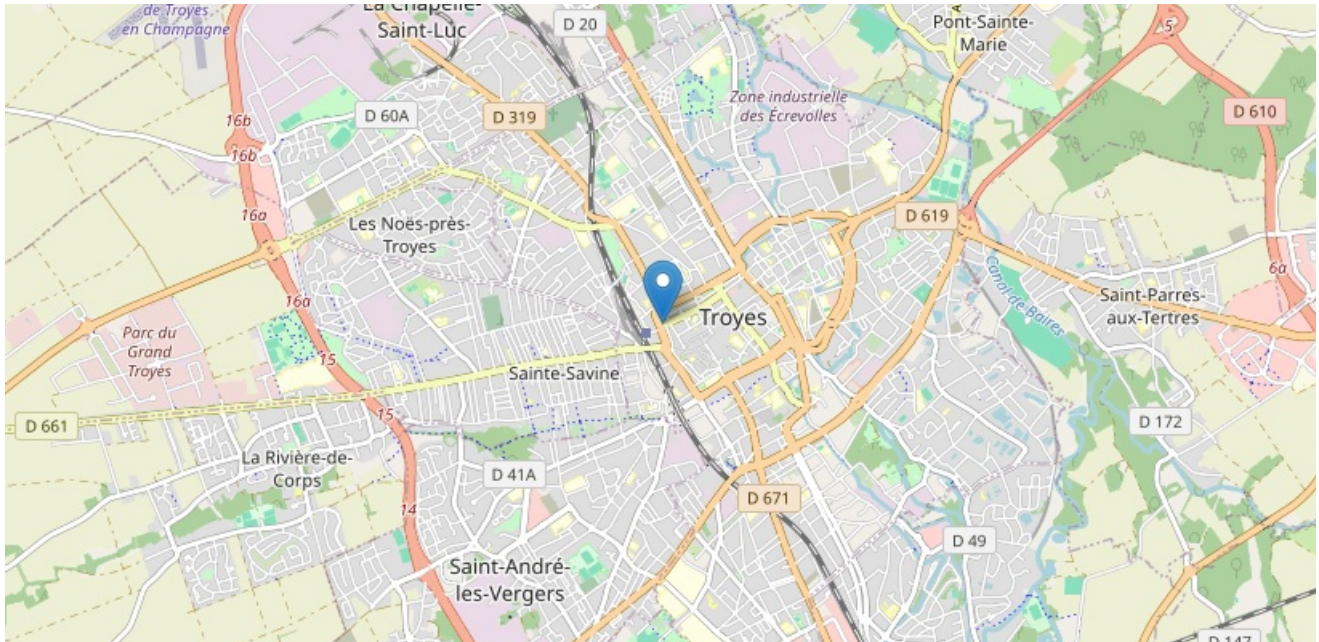 de Troyes
en Champagne
La Chapelle-
Saint-Luc
D 20
Pont-Sainte-
Marie
5
16b
D 60A
D 319
Zone industrielle
des Écrevolles
D 610
16b
16a
Les Noës-près-
Troyes
D 619
Canal de Baires
6a
16a
Saint-Parres-
aux-Tertres
Troyes
Parc du
Grand
Troyes
15
Sainte-Savine
15
D 661
D 172
La Rivière-de-
Corps
D 41A
14
D 671
D 49
Saint-André-
les-Vergers
D 147